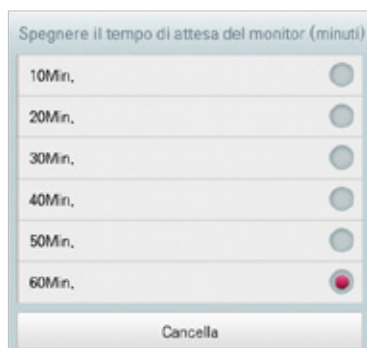 Spegnere il tempo di attesa del monitor (minuti)
10Min,
20Min,
30Min,
40Min,
50Min,
60Min,
Cancella